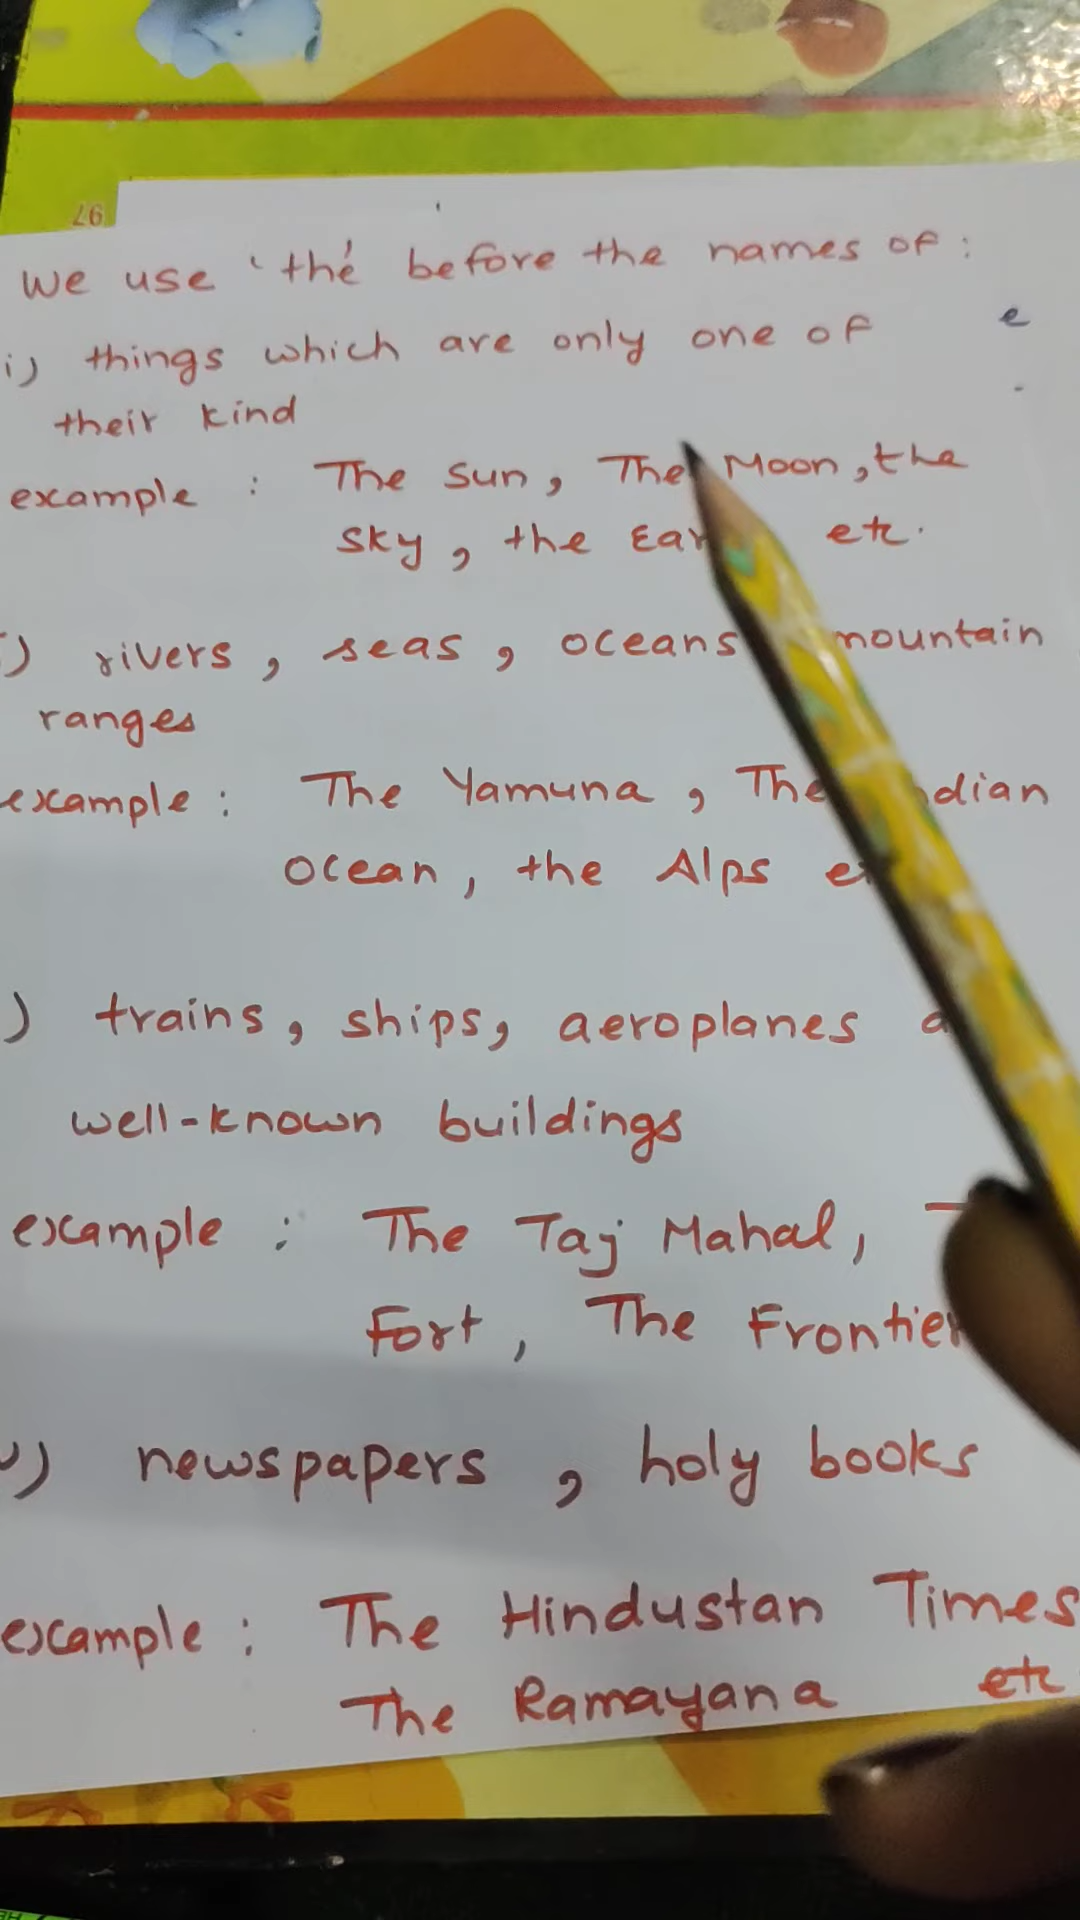 97
We use 'the' before the names of :
i) things which are only one of
their kind
example : The Sun, The Moon, the
Sky, the etc.
) rivers, seas, oceans mountain
ranges
example : The Yamuna, The
Ocean, the Alps
) trains, ships, aeroplanes
well-known buildings
example : The Taj Mahal,
Fort, The Frontier
) newspapers, holy books
example : The Hindustan Times
The Ramayana etc